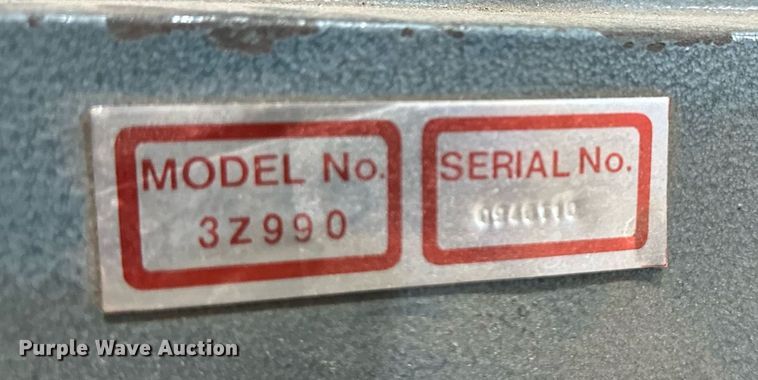 MODEL No.
3Z990
SERIAL No.
Purple Wave Auction